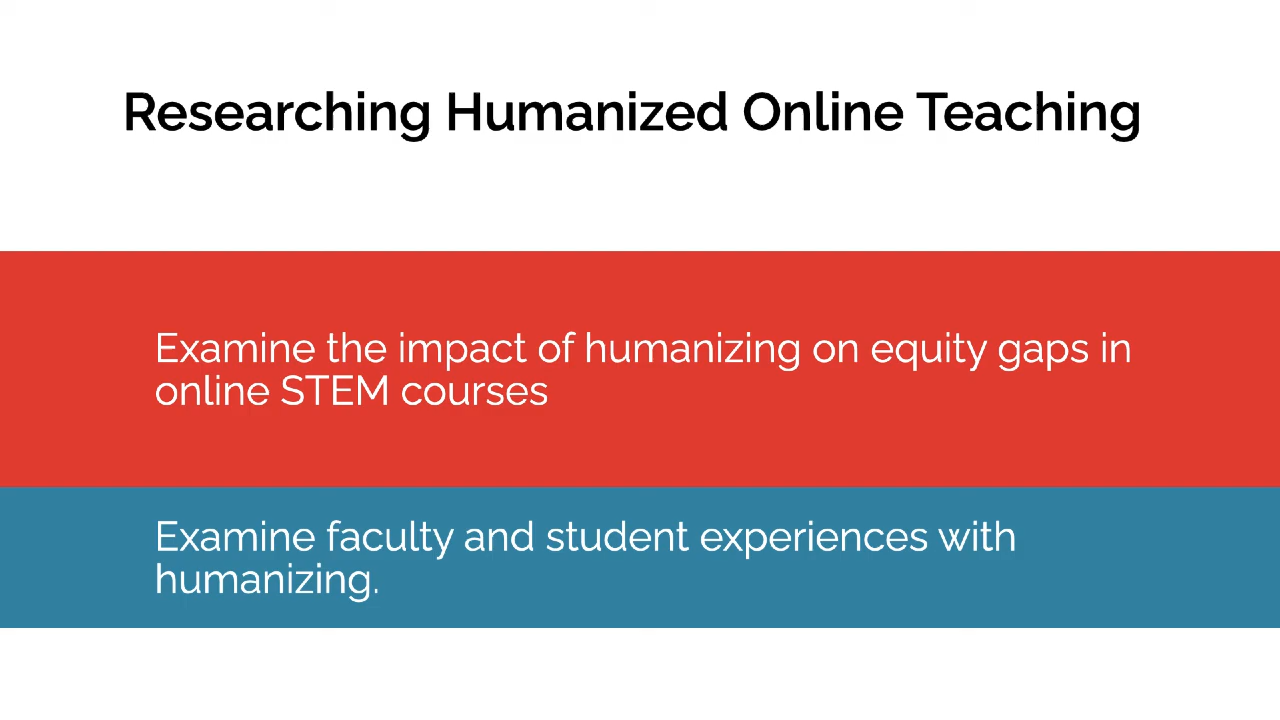 Researching Humanized Online Teaching
Examine the impact of humanizing on equity gaps in
online STEM courses
Examine faculty and student experiences with
humanizing.